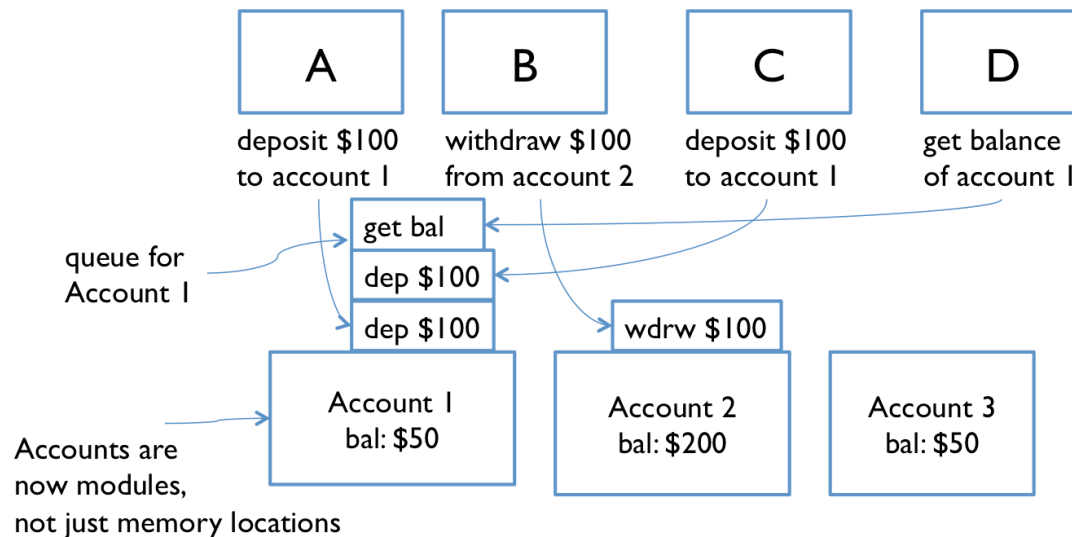 A
B
C
D
deposit $100
to account 1
withdraw $100
from account 2
deposit $100
to account 1
get balance
of account 1
get bal
queue for
Account 1
dep $100
dep $100
wdrw $100
Account 1
bal: $50
Account 2
bal: $200
Account 3
bal: $50
Accounts are
now modules,
not just memory locations